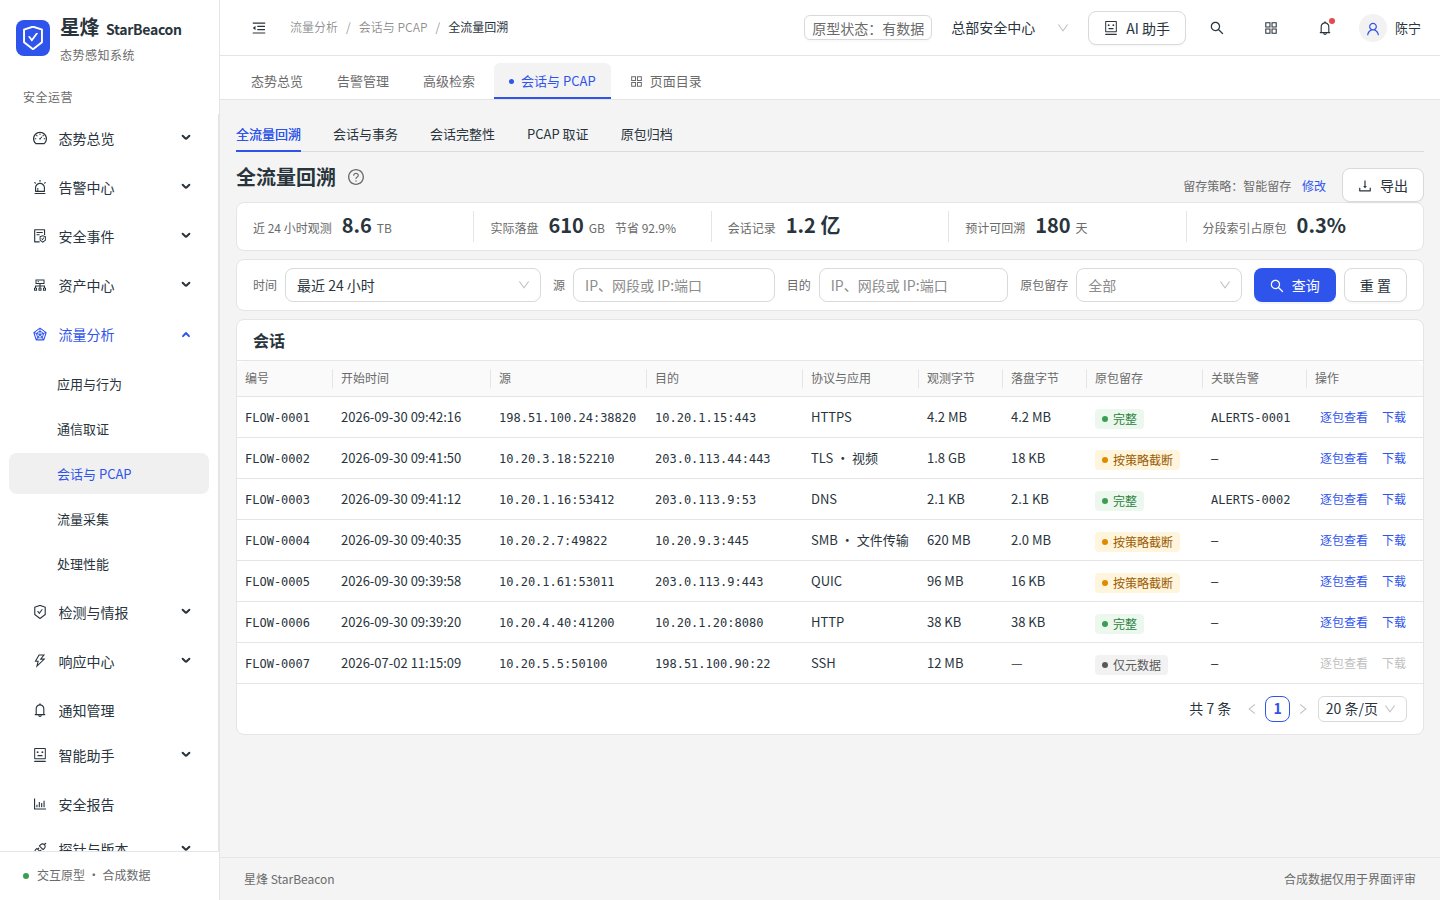 星烽 StarBeacon
态势感知系统
安全运营
态势总览
告警中心
安全事件
资产中心
流量分析
应用与行为
通信取证
会话与 PCAP
流量采集
处理性能
检测与情报
响应中心
通知管理
智能助手
安全报告
探针与版本
交互原型 · 合成数据
流量分析 / 会话与 PCAP / 全流量回溯
原型状态：有数据
总部安全中心
AI 助手
陈宁
态势总览 告警管理 高级检索 会话与 PCAP 页面目录
全流量回溯 会话与事务 会话完整性 PCAP 取证 原包归档
全流量回溯
留存策略：智能留存 修改 导出
近 24 小时观测 8.6 TB 实际落盘 610 GB 节省 92.9% 会话记录 1.2 亿 预计可回溯 180 天 分段索引占原包 0.3%
时间 最近 24 小时 源 IP、网段或 IP:端口 目的 IP、网段或 IP:端口 原包留存 全部 查询 重 置
会话
编号 开始时间 源 目的 协议与应用 观测字节 落盘字节 原包留存 关联告警 操作
FLOW-0001 2026-09-30 09:42:16 198.51.100.24:38820 10.20.1.15:443 HTTPS 4.2 MB 4.2 MB 完整 ALERTS-0001 逐包查看 下载
FLOW-0002 2026-09-30 09:41:50 10.20.3.18:52210 203.0.113.44:443 TLS · 视频 1.8 GB 18 KB 按策略截断 – 逐包查看 下载
FLOW-0003 2026-09-30 09:41:12 10.20.1.16:53412 203.0.113.9:53 DNS 2.1 KB 2.1 KB 完整 ALERTS-0002 逐包查看 下载
FLOW-0004 2026-09-30 09:40:35 10.20.2.7:49822 10.20.9.3:445 SMB · 文件传输 620 MB 2.0 MB 按策略截断 – 逐包查看 下载
FLOW-0005 2026-09-30 09:39:58 10.20.1.61:53011 203.0.113.9:443 QUIC 96 MB 16 KB 按策略截断 – 逐包查看 下载
FLOW-0006 2026-09-30 09:39:20 10.20.4.40:41200 10.20.1.20:8080 HTTP 38 KB 38 KB 完整 – 逐包查看 下载
FLOW-0007 2026-07-02 11:15:09 10.20.5.5:50100 198.51.100.90:22 SSH 12 MB — 仅元数据 – 逐包查看 下载
共 7 条 1 20 条/页
星烽 StarBeacon
合成数据仅用于界面评审